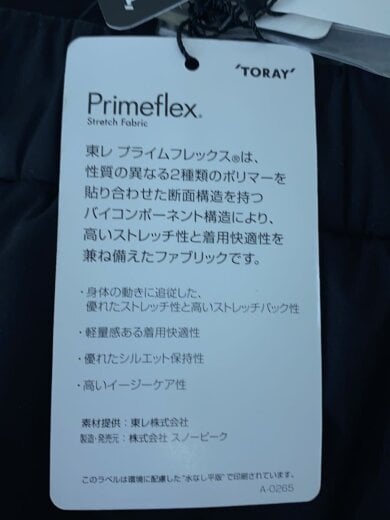 'TORAY'
Primeflex®
Stretch Fabric
東レ プライムフレックス®は、
性質の異なる2種類のポリマーを
貼り合わせた断面構造を持つ
バイコンポーネント構造により、
高いストレッチ性と着用快適性を
兼ね備えたファブリックです。
・身体の動きに追従した、
優れたストレッチ性と高いストレッチバック性
・軽量感ある着用快適性
・優れたシルエット保持性
・高いイージーケア性
素材提供：東レ株式会社
製造・発売元：株式会社 スノーピーク
このラベルは環境に配慮した"水なし平版"で印刷されています。
A-0265